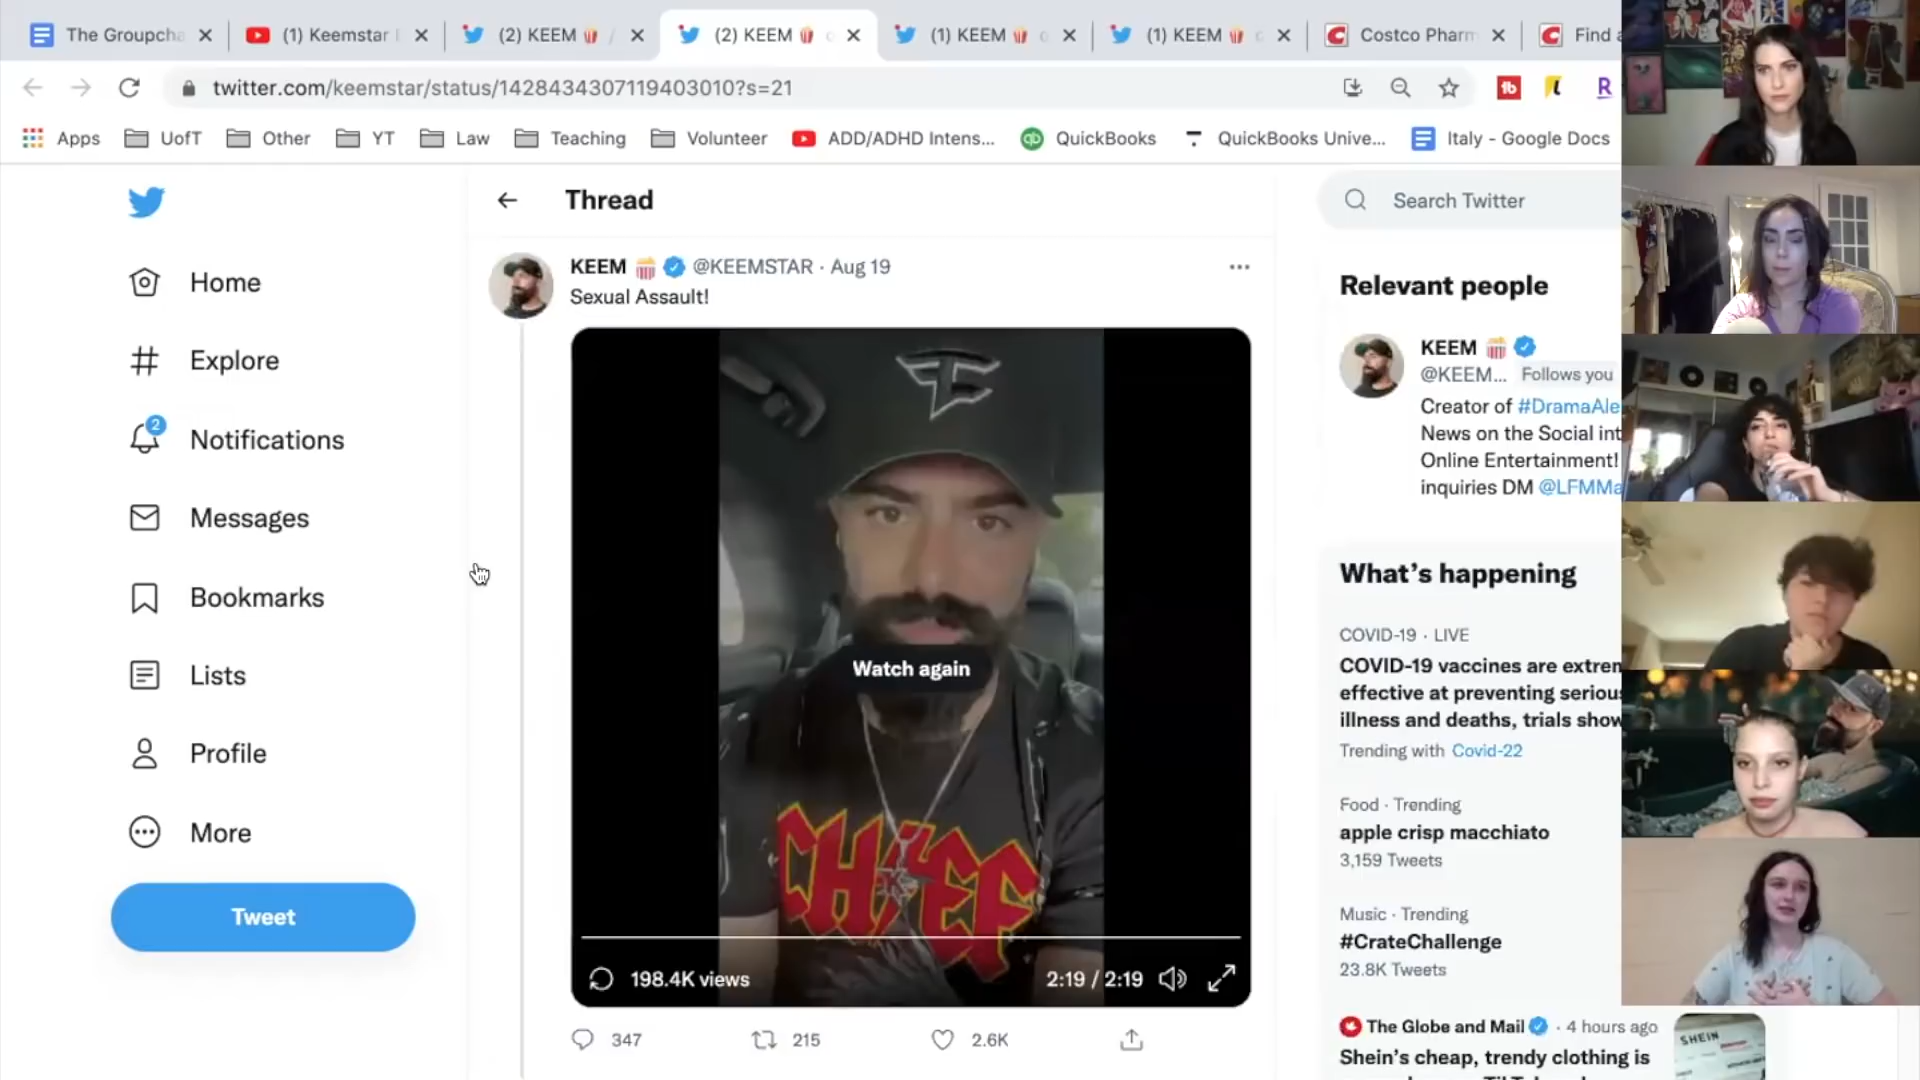 The Groupcha
(1) Keemstar
(2) KEEM
(2) KEEM
(1) KEEM
(1) KEEM
Costco Pharm
Find a
twitter.com/keemstar/status/1428434307119403010?s=21
Apps
UofT
Other
YT
Law
Teaching
Volunteer
ADD/ADHD Intens...
QuickBooks
QuickBooks Unive...
Italy - Google Docs
Home
Explore
2
Notifications
Messages
Bookmarks
Lists
Profile
More
Tweet
Thread
KEEM 🍿 @KEEMSTAR · Aug 19
Sexual Assault!
CHIEF
Watch again
198.4K views
2:19 / 2:19
347
215
2.6K
Search Twitter
Relevant people
KEEM 🍿
@KEEM... Follows you
Creator of #DramaAle
News on the Social int
Online Entertainment!
inquiries DM @LFMMa
What's happening
COVID-19 · LIVE
COVID-19 vaccines are extrem
effective at preventing serious
illness and deaths, trials show
Trending with Covid-22
Food · Trending
apple crisp macchiato
3,159 Tweets
Music · Trending
#CrateChallenge
23.8K Tweets
The Globe and Mail · 4 hours ago
Shein's cheap, trendy clothing is
SHEIN